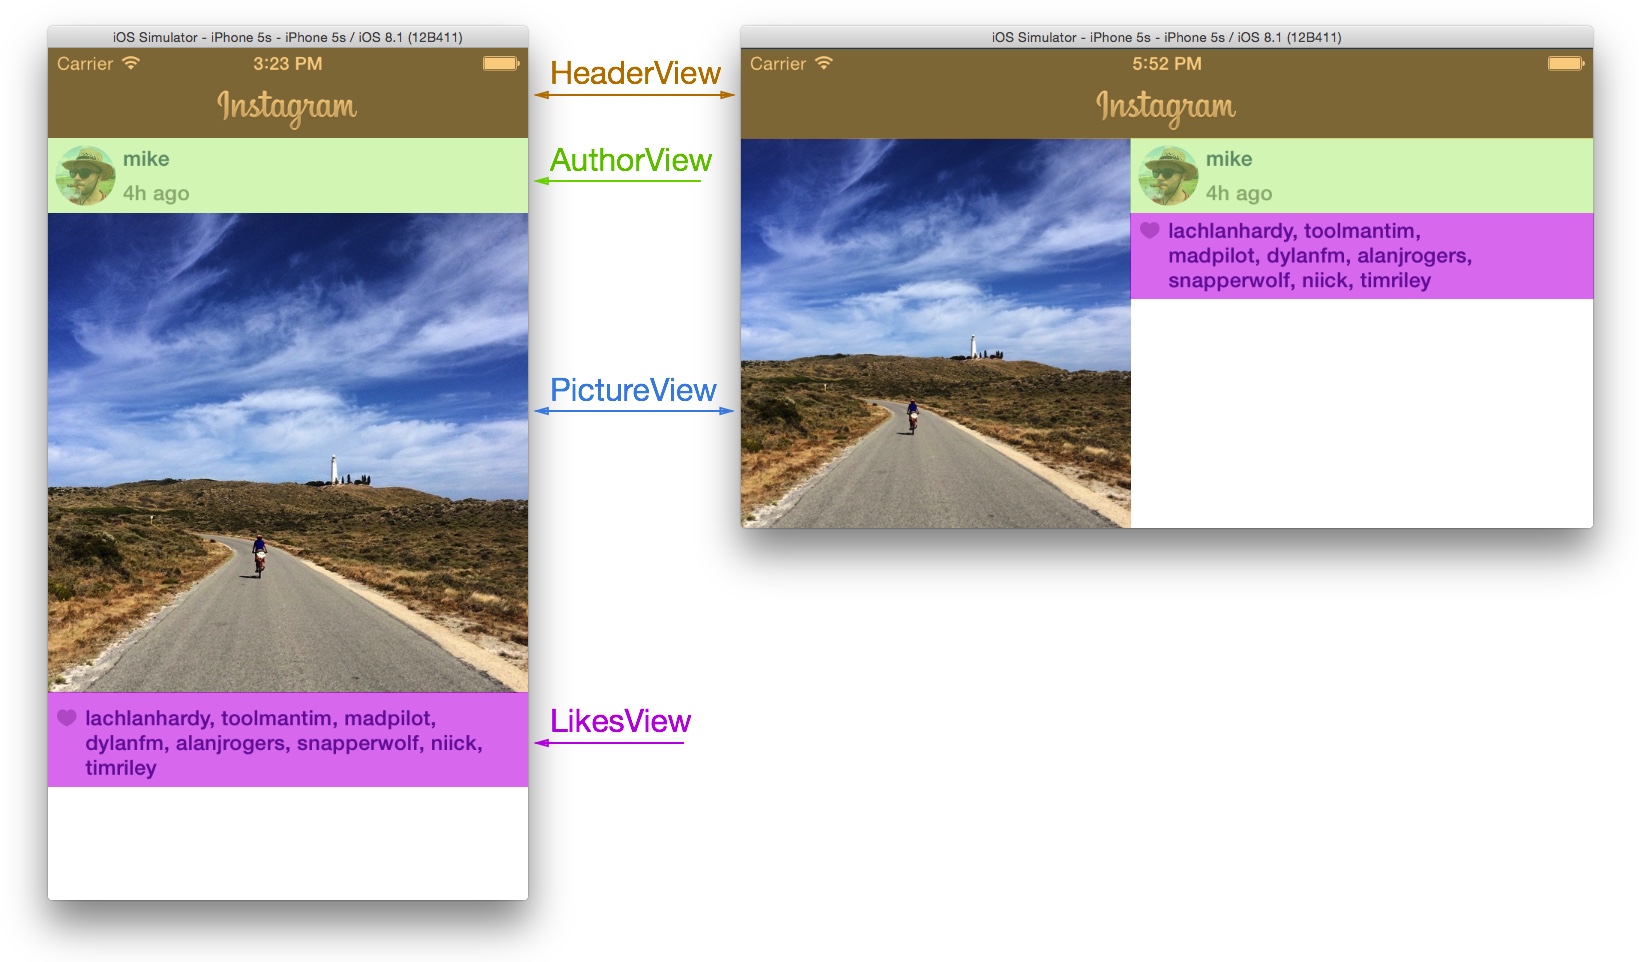 iOS Simulator - iPhone 5s - iPhone 5s / iOS 8.1 (12B411)
Carrier 3:23 PM
Instagram
mike
4h ago
lachlanhardy, toolmantim, madpilot,
dylanfm, alanjrogers, snapperwolf, niick,
timriley
HeaderView
AuthorView
PictureView
LikesView
iOS Simulator - iPhone 5s - iPhone 5s / iOS 8.1 (12B411)
Carrier 5:52 PM
Instagram
mike
4h ago
lachlanhardy, toolmantim,
madpilot, dylanfm, alanjrogers,
snapperwolf, niick, timriley